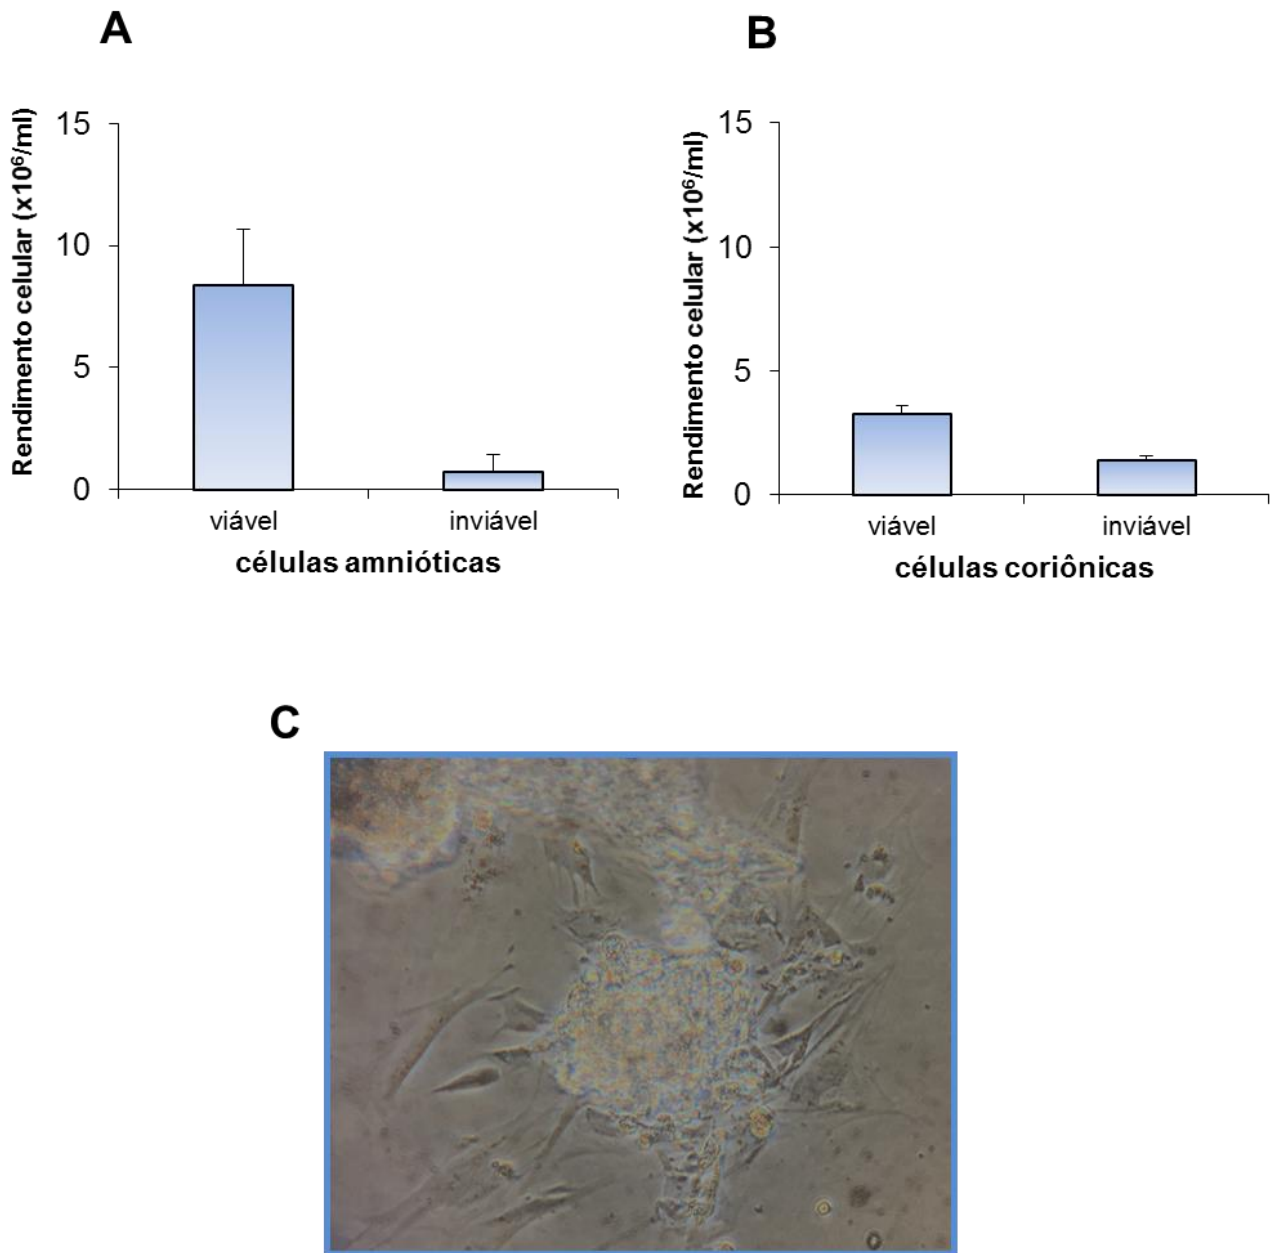 A
Rendimento celular (x10⁶/ml)
15
10
5
0
viável inviável
células amnióticas
B
Rendimento celular (x10⁶/ml)
15
10
5
0
viável inviável
células coriônicas
C